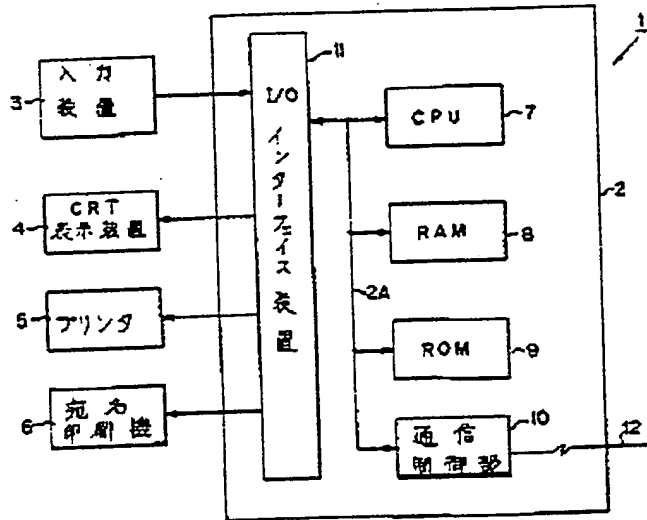 1
11
入力
装置
3
I/O
インターフェイス装置
CPU
7
2
CRT
表示装置
4
RAM
8
2A
プリンタ
5
ROM
9
宛名
印刷機
6
通信
制御部
10
12